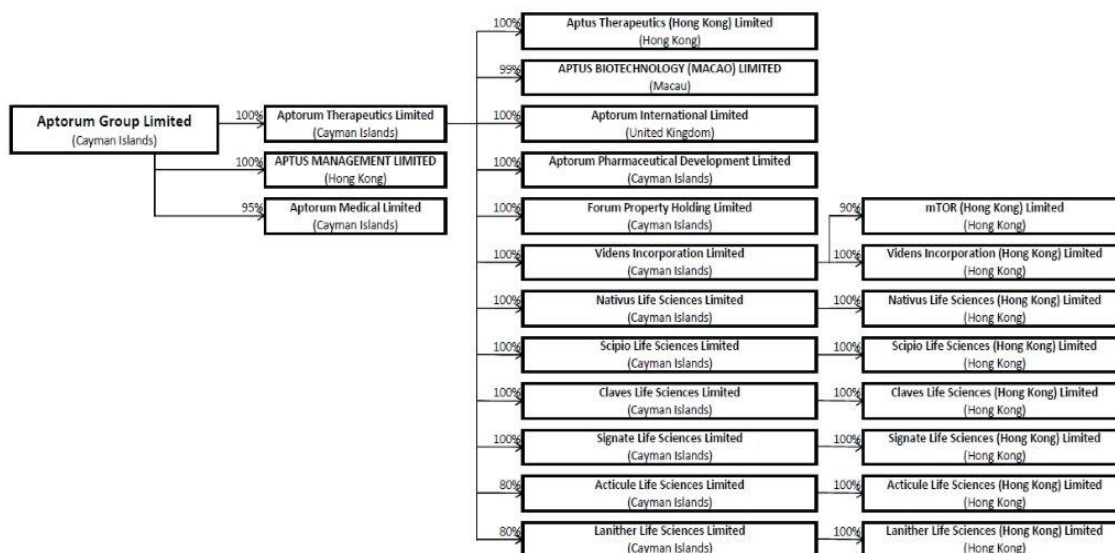 100%
Aptus Therapeutics (Hong Kong) Limited
(Hong Kong)
99%
APTUS BIOTECHNOLOGY (MACAO) LIMITED
(Macau)
Aptorum Group Limited
(Cayman Islands)
100%
Aptorum Therapeutics Limited
(Cayman Islands)
100%
Aptorum International Limited
(United Kingdom)
100%
APTUS MANAGEMENT LIMITED
(Hong Kong)
100%
Aptorum Pharmaceutical Development Limited
(Cayman Islands)
95%
Aptorum Medical Limited
(Cayman Islands)
100%
Forum Property Holding Limited
(Cayman Islands)
90%
mTOR (Hong Kong) Limited
(Hong Kong)
100%
Videns Incorporation Limited
(Cayman Islands)
100%
Videns Incorporation (Hong Kong) Limited
(Hong Kong)
100%
Nativus Life Sciences Limited
(Cayman Islands)
100%
Nativus Life Sciences (Hong Kong) Limited
(Hong Kong)
100%
Scipio Life Sciences Limited
(Cayman Islands)
100%
Scipio Life Sciences (Hong Kong) Limited
(Hong Kong)
100%
Claves Life Sciences Limited
(Cayman Islands)
100%
Claves Life Sciences (Hong Kong) Limited
(Hong Kong)
100%
Signate Life Sciences Limited
(Cayman Islands)
100%
Signate Life Sciences (Hong Kong) Limited
(Hong Kong)
80%
Acticule Life Sciences Limited
(Cayman Islands)
100%
Acticule Life Sciences (Hong Kong) Limited
(Hong Kong)
80%
Lanither Life Sciences Limited
(Cayman Islands)
100%
Lanither Life Sciences (Hong Kong) Limited
(Hong Kong)